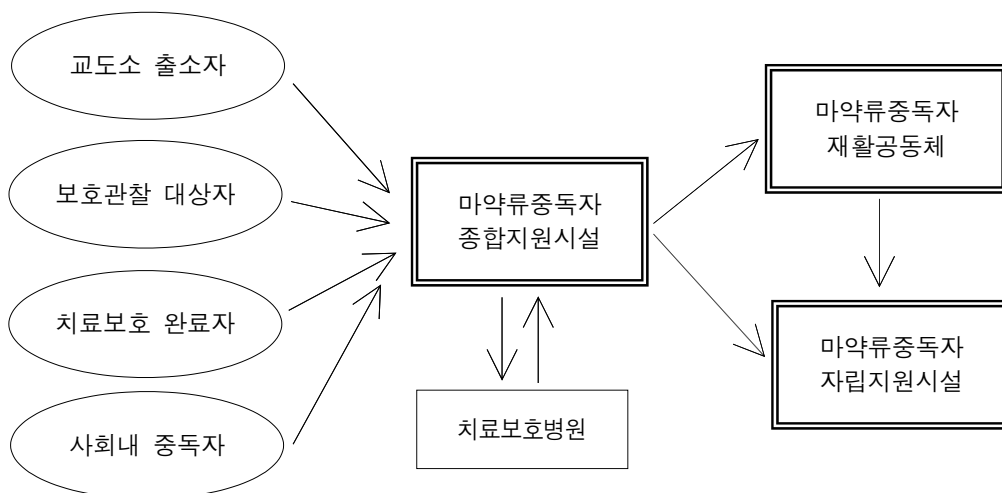 교도소 출소자
보호관찰 대상자
치료보호 완료자
사회내 중독자
마약류중독자
종합지원시설
치료보호병원
마약류중독자
재활공동체
마약류중독자
자립지원시설